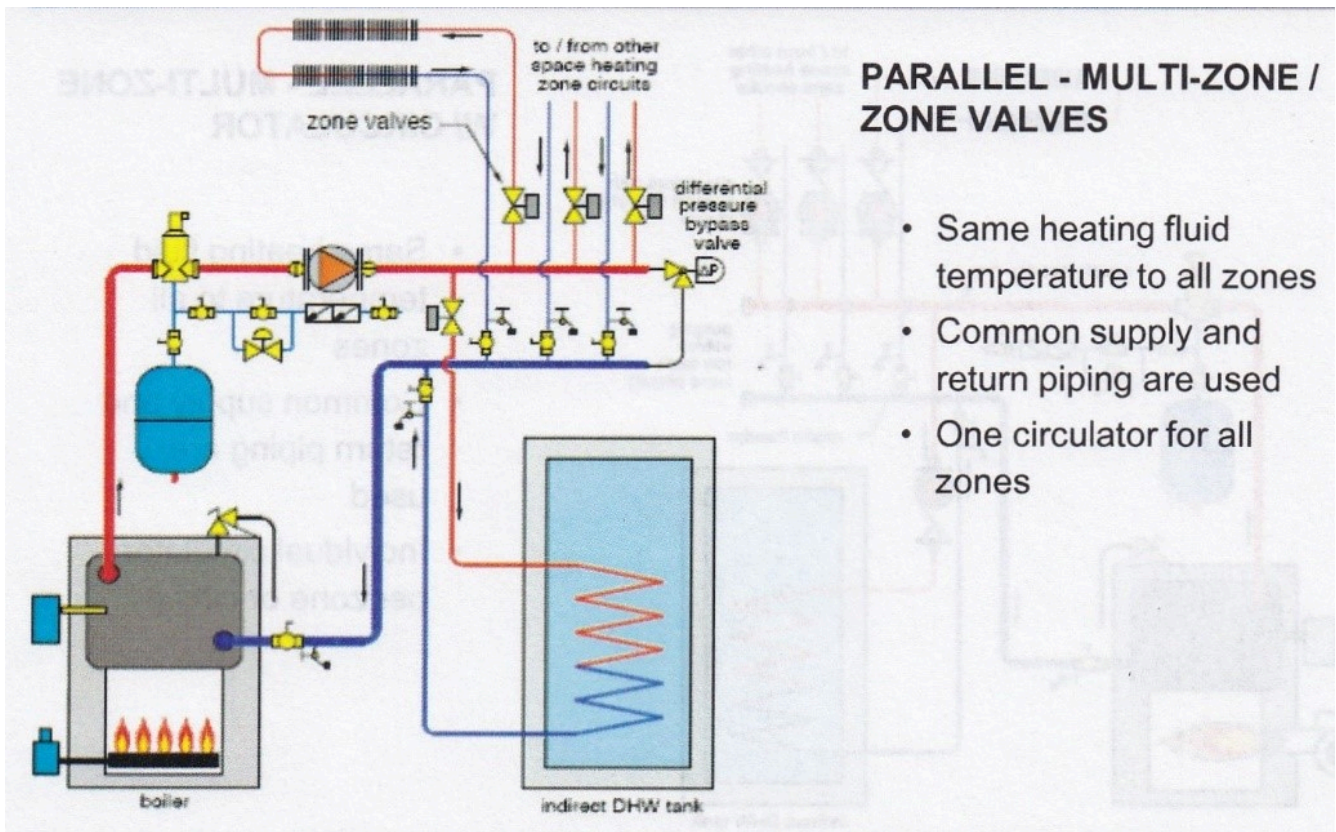 to / from other
space heating
zone circuits
zone valves
differential
pressure
bypass
valve
ΔP
boiler
indirect DHW tank
PARALLEL - MULTI-ZONE /
ZONE VALVES
• Same heating fluid
temperature to all zones
• Common supply and
return piping are used
• One circulator for all
zones